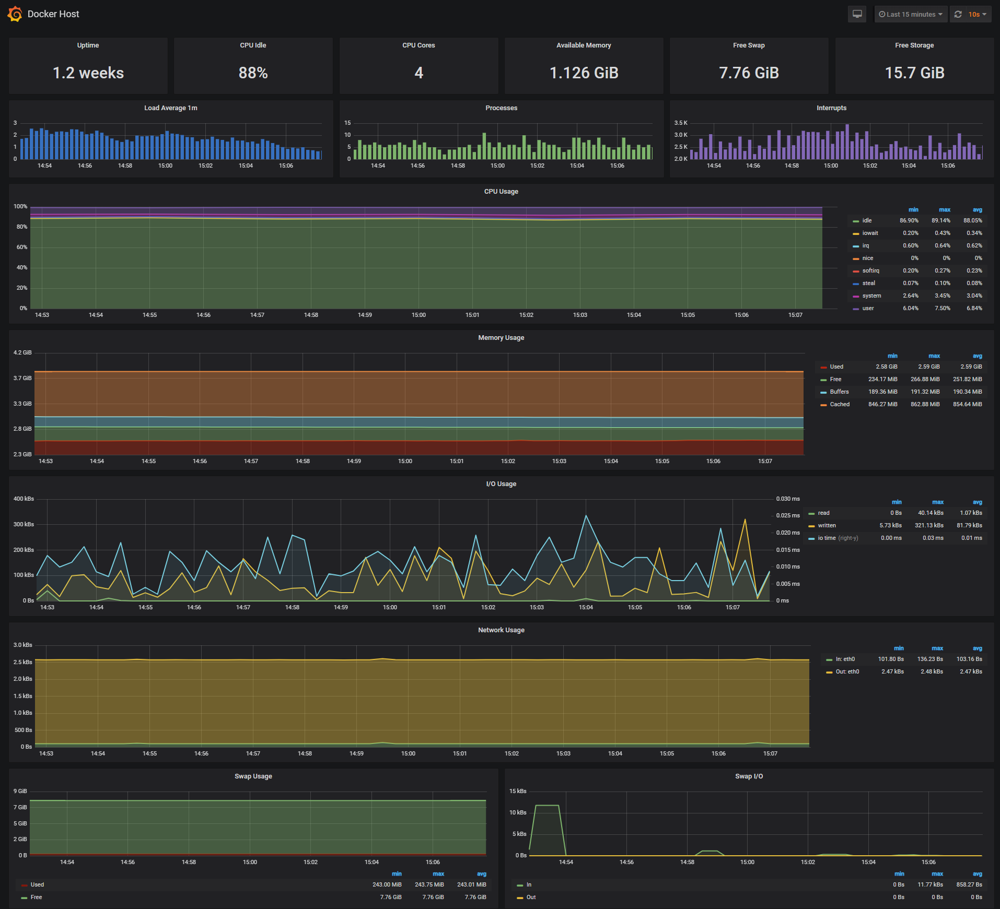 Docker Host
Last 15 minutes 10s
Uptime CPU Idle CPU Cores Available Memory Free Swap Free Storage
1.2 weeks 88% 4 1.126 GiB 7.76 GiB 15.7 GiB
Load Average 1m
3
2
1
0
14:54 14:56 14:58 15:00 15:02 15:04 15:06
Processes
15
10
5
0
14:54 14:56 14:58 15:00 15:02 15:04 15:06
Interrupts
3.5 K
3.0 K
2.5 K
2.0 K
14:54 14:56 14:58 15:00 15:02 15:04 15:06
CPU Usage
100%
80%
60%
40%
20%
0%
14:53 14:54 14:55 14:56 14:57 14:58 14:59 15:00 15:01 15:02 15:03 15:04 15:05 15:06 15:07
min max avg
idle 86.90% 89.14% 88.05%
iowait 0.20% 0.43% 0.34%
irq 0.60% 0.64% 0.62%
nice 0% 0% 0%
softirq 0.20% 0.27% 0.23%
steal 0.07% 0.10% 0.08%
system 2.64% 3.45% 3.04%
user 6.04% 7.50% 6.84%
Memory Usage
4.2 GiB
3.7 GiB
3.3 GiB
2.8 GiB
2.3 GiB
14:53 14:54 14:55 14:56 14:57 14:58 14:59 15:00 15:01 15:02 15:03 15:04 15:05 15:06 15:07
min max avg
Used 2.58 GiB 2.59 GiB 2.59 GiB
Free 234.17 MiB 266.88 MiB 251.82 MiB
Buffers 189.36 MiB 191.32 MiB 190.34 MiB
Cached 846.27 MiB 862.88 MiB 854.64 MiB
I/O Usage
400 kBs
300 kBs
200 kBs
100 kBs
0 Bs
14:53 14:54 14:55 14:56 14:57 14:58 14:59 15:00 15:01 15:02 15:03 15:04 15:05 15:06 15:07
0.030 ms
0.025 ms
0.020 ms
0.015 ms
0.010 ms
0.005 ms
0 ms
min max avg
read 0 Bs 40.14 kBs 1.07 kBs
written 5.73 kBs 321.13 kBs 81.79 kBs
io time (right-y) 0.00 ms 0.03 ms 0.01 ms
Network Usage
3.0 kBs
2.5 kBs
2.0 kBs
1.5 kBs
1.0 kBs
500 Bs
0 Bs
14:53 14:54 14:55 14:56 14:57 14:58 14:59 15:00 15:01 15:02 15:03 15:04 15:05 15:06 15:07
min max avg
In: eth0 101.80 Bs 136.23 Bs 103.16 Bs
Out: eth0 2.47 kBs 2.48 kBs 2.47 kBs
Swap Usage
9 GiB
7 GiB
5 GiB
2 GiB
0 B
14:54 14:56 14:58 15:00 15:02 15:04 15:06
min max avg
Used 243.00 MiB 243.75 MiB 243.01 MiB
Free 7.76 GiB 7.76 GiB 7.76 GiB
Swap I/O
15 kBs
10 kBs
5 kBs
0 Bs
14:54 14:56 14:58 15:00 15:02 15:04 15:06
min max avg
In 0 Bs 11.77 kBs 858.27 Bs
Out 0 Bs 0 Bs 0 Bs